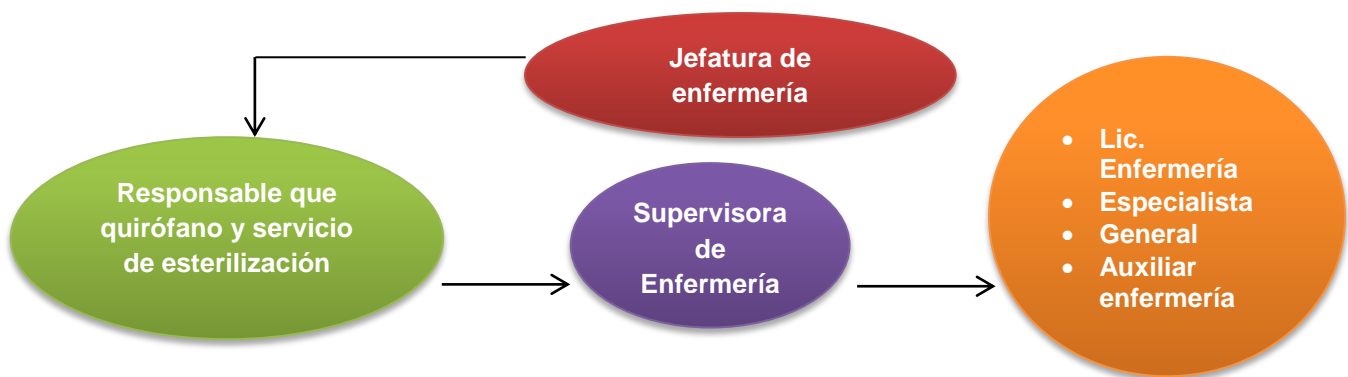 Jefatura de
enfermería
Responsable que
quirófano y servicio
de esterilización
Supervisora
de
Enfermería
• Lic.
Enfermería
• Especialista
• General
• Auxiliar
enfermería